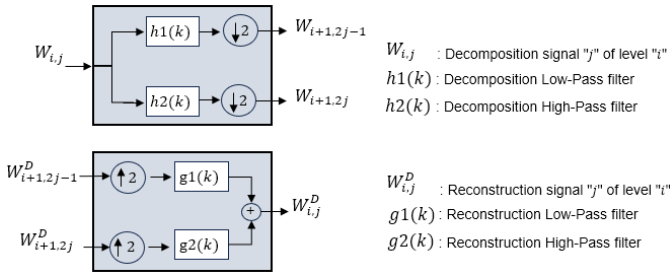 W_{i,j}
h1(k)
↓2
W_{i+1,2j−1}
h2(k)
↓2
W_{i+1,2j}
W_{i,j} : Decomposition signal "j" of level "i"
h1(k) : Decomposition Low-Pass filter
h2(k) : Decomposition High-Pass filter
W^D_{i+1,2j−1}
↑2
g1(k)
W^D_{i+1,2j}
↑2
g2(k)
+
W^D_{i,j}
W^D_{i,j} : Reconstruction signal "j" of level "i"
g1(k) : Reconstruction Low-Pass filter
g2(k) : Reconstruction High-Pass filter